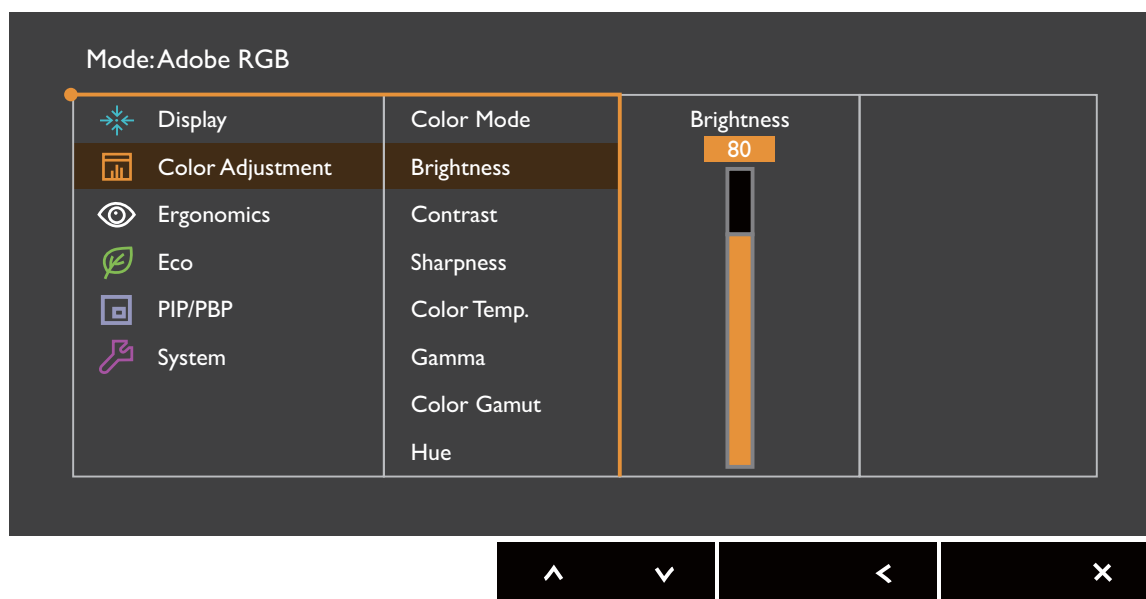 Mode: Adobe RGB
Display
Color Adjustment
Ergonomics
Eco
PIP/PBP
System
Color Mode
Brightness
Contrast
Sharpness
Color Temp.
Gamma
Color Gamut
Hue
Brightness
80